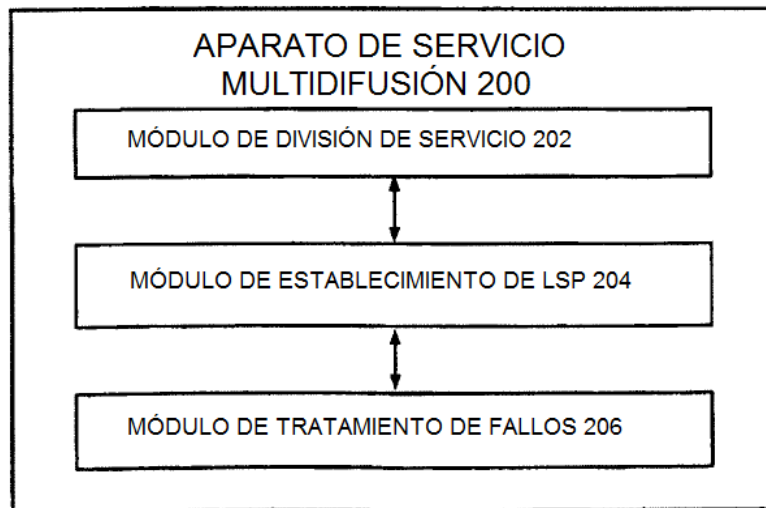 APARATO DE SERVICIO
MULTIDIFUSIÓN 200
MÓDULO DE DIVISIÓN DE SERVICIO 202
MÓDULO DE ESTABLECIMIENTO DE LSP 204
MÓDULO DE TRATAMIENTO DE FALLOS 206